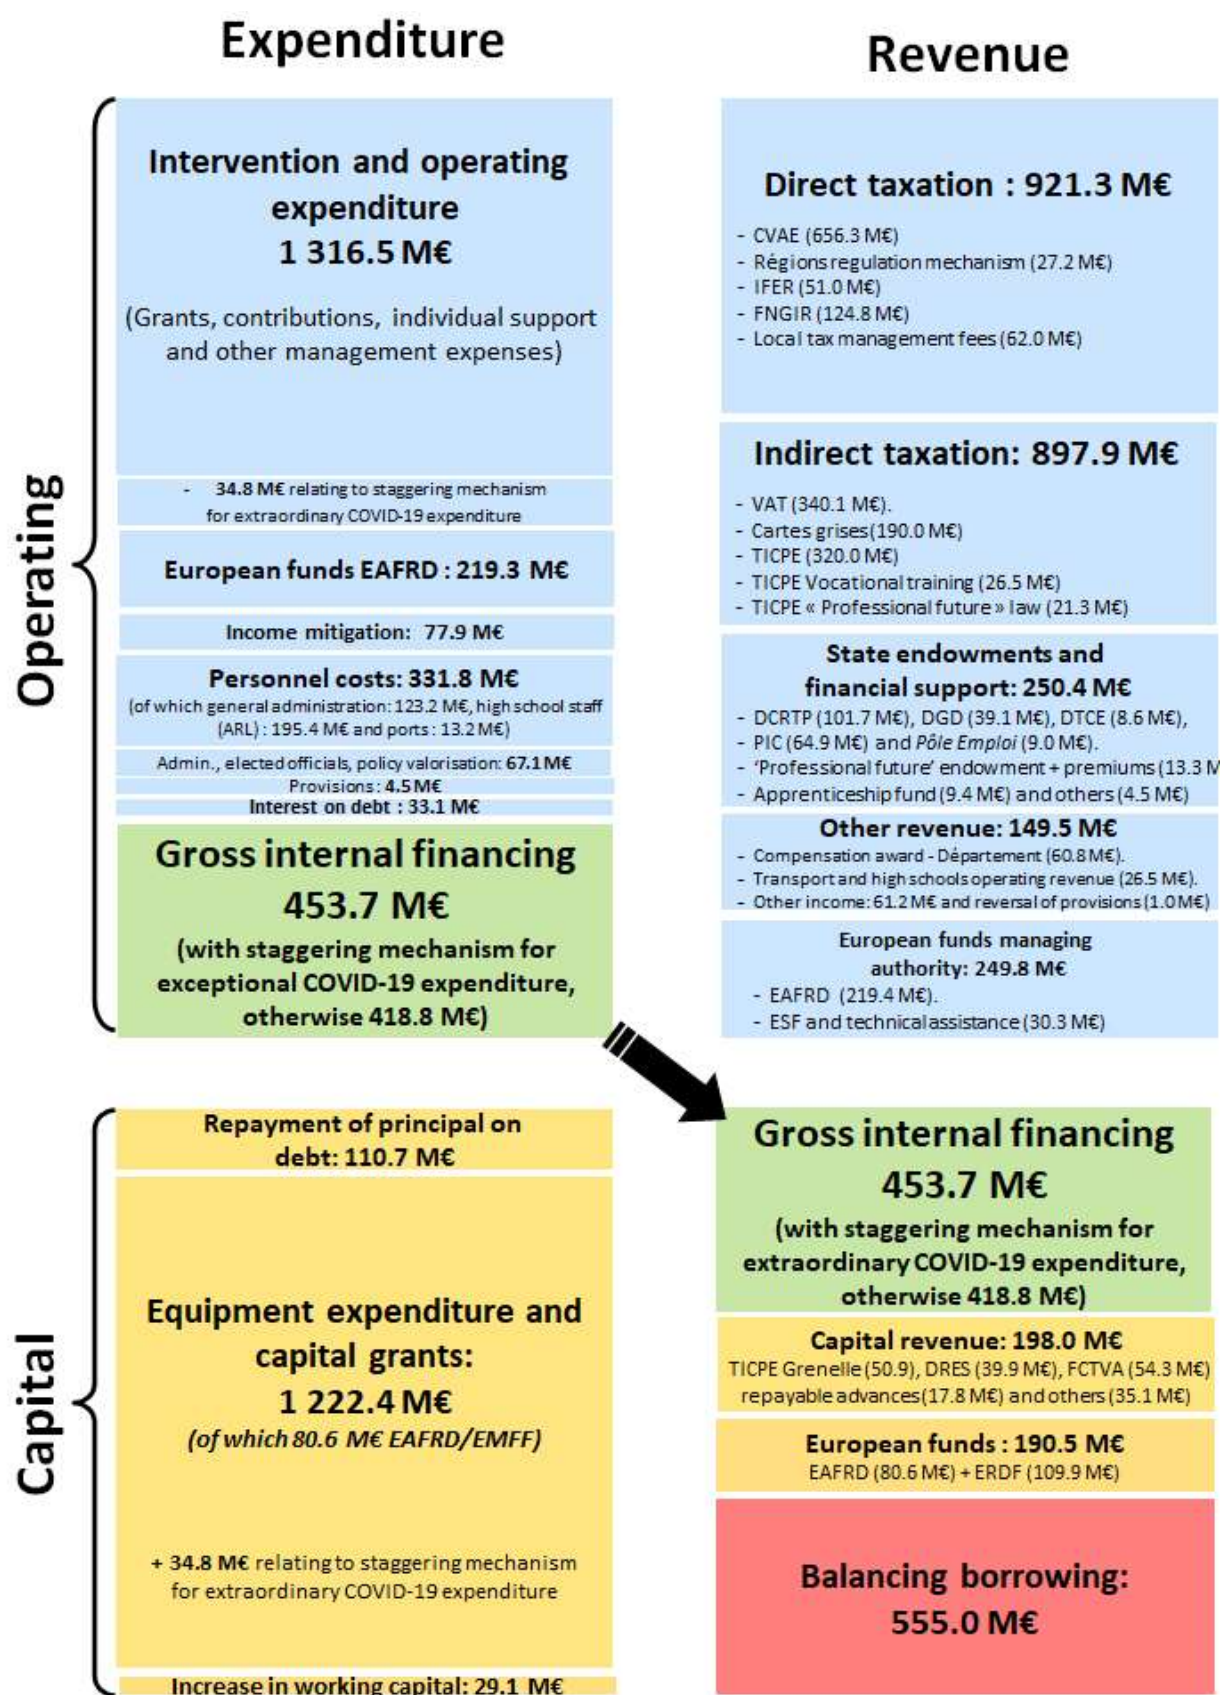 Expenditure
Operating
Intervention and operating
expenditure
1 316.5 M€
(Grants, contributions, individual support
and other management expenses)
- 34.8 M€ relating to staggering mechanism
for extraordinary COVID-19 expenditure
European funds EAFRD : 219.3 M€
Income mitigation: 77.9 M€
Personnel costs: 331.8 M€
(of which general administration: 123.2 M€, high school staff
(ARL) : 195.4 M€ and ports : 13.2 M€)
Admin., elected officials, policy valorisation: 67.1 M€
Provisions : 4.5 M€
Interest on debt : 33.1 M€
Gross internal financing
453.7 M€
(with staggering mechanism for
exceptional COVID-19 expenditure,
otherwise 418.8 M€)
Revenue
Direct taxation : 921.3 M€
- CVAE (656.3 M€)
- Régions regulation mechanism (27.2 M€)
- IFER (51.0 M€)
- FNGIR (124.8 M€)
- Local tax management fees (62.0 M€)
Indirect taxation: 897.9 M€
- VAT (340.1 M€).
- Cartes grises (190.0 M€)
- TICPE (320.0 M€)
- TICPE Vocational training (26.5 M€)
- TICPE « Professional future » law (21.3 M€)
State endowments and
financial support: 250.4 M€
- DCRTP (101.7 M€), DGD (39.1 M€), DTCE (8.6 M€),
- PIC (64.9 M€) and Pôle Emploi (9.0 M€).
- 'Professional future' endowment + premiums (13.3 M
- Apprenticeship fund (9.4 M€) and others (4.5 M€)
Other revenue: 149.5 M€
- Compensation award - Département (60.8 M€).
- Transport and high schools operating revenue (26.5 M€).
- Other income: 61.2 M€ and reversal of provisions (1.0 M€)
European funds managing
authority: 249.8 M€
- EAFRD (219.4 M€).
- ESF and technical assistance (30.3 M€)
Capital
Repayment of principal on
debt: 110.7 M€
Equipment expenditure and
capital grants:
1 222.4 M€
(of which 80.6 M€ EAFRD/EMFF)
+ 34.8 M€ relating to staggering mechanism
for extraordinary COVID-19 expenditure
Increase in working capital: 29.1 M€
Gross internal financing
453.7 M€
(with staggering mechanism for
extraordinary COVID-19 expenditure,
otherwise 418.8 M€)
Capital revenue: 198.0 M€
TICPE Grenelle (50.9), DRES (39.9 M€), FCTVA (54.3 M€)
repayable advances (17.8 M€) and others (35.1 M€)
European funds : 190.5 M€
EAFRD (80.6 M€) + ERDF (109.9 M€)
Balancing borrowing:
555.0 M€